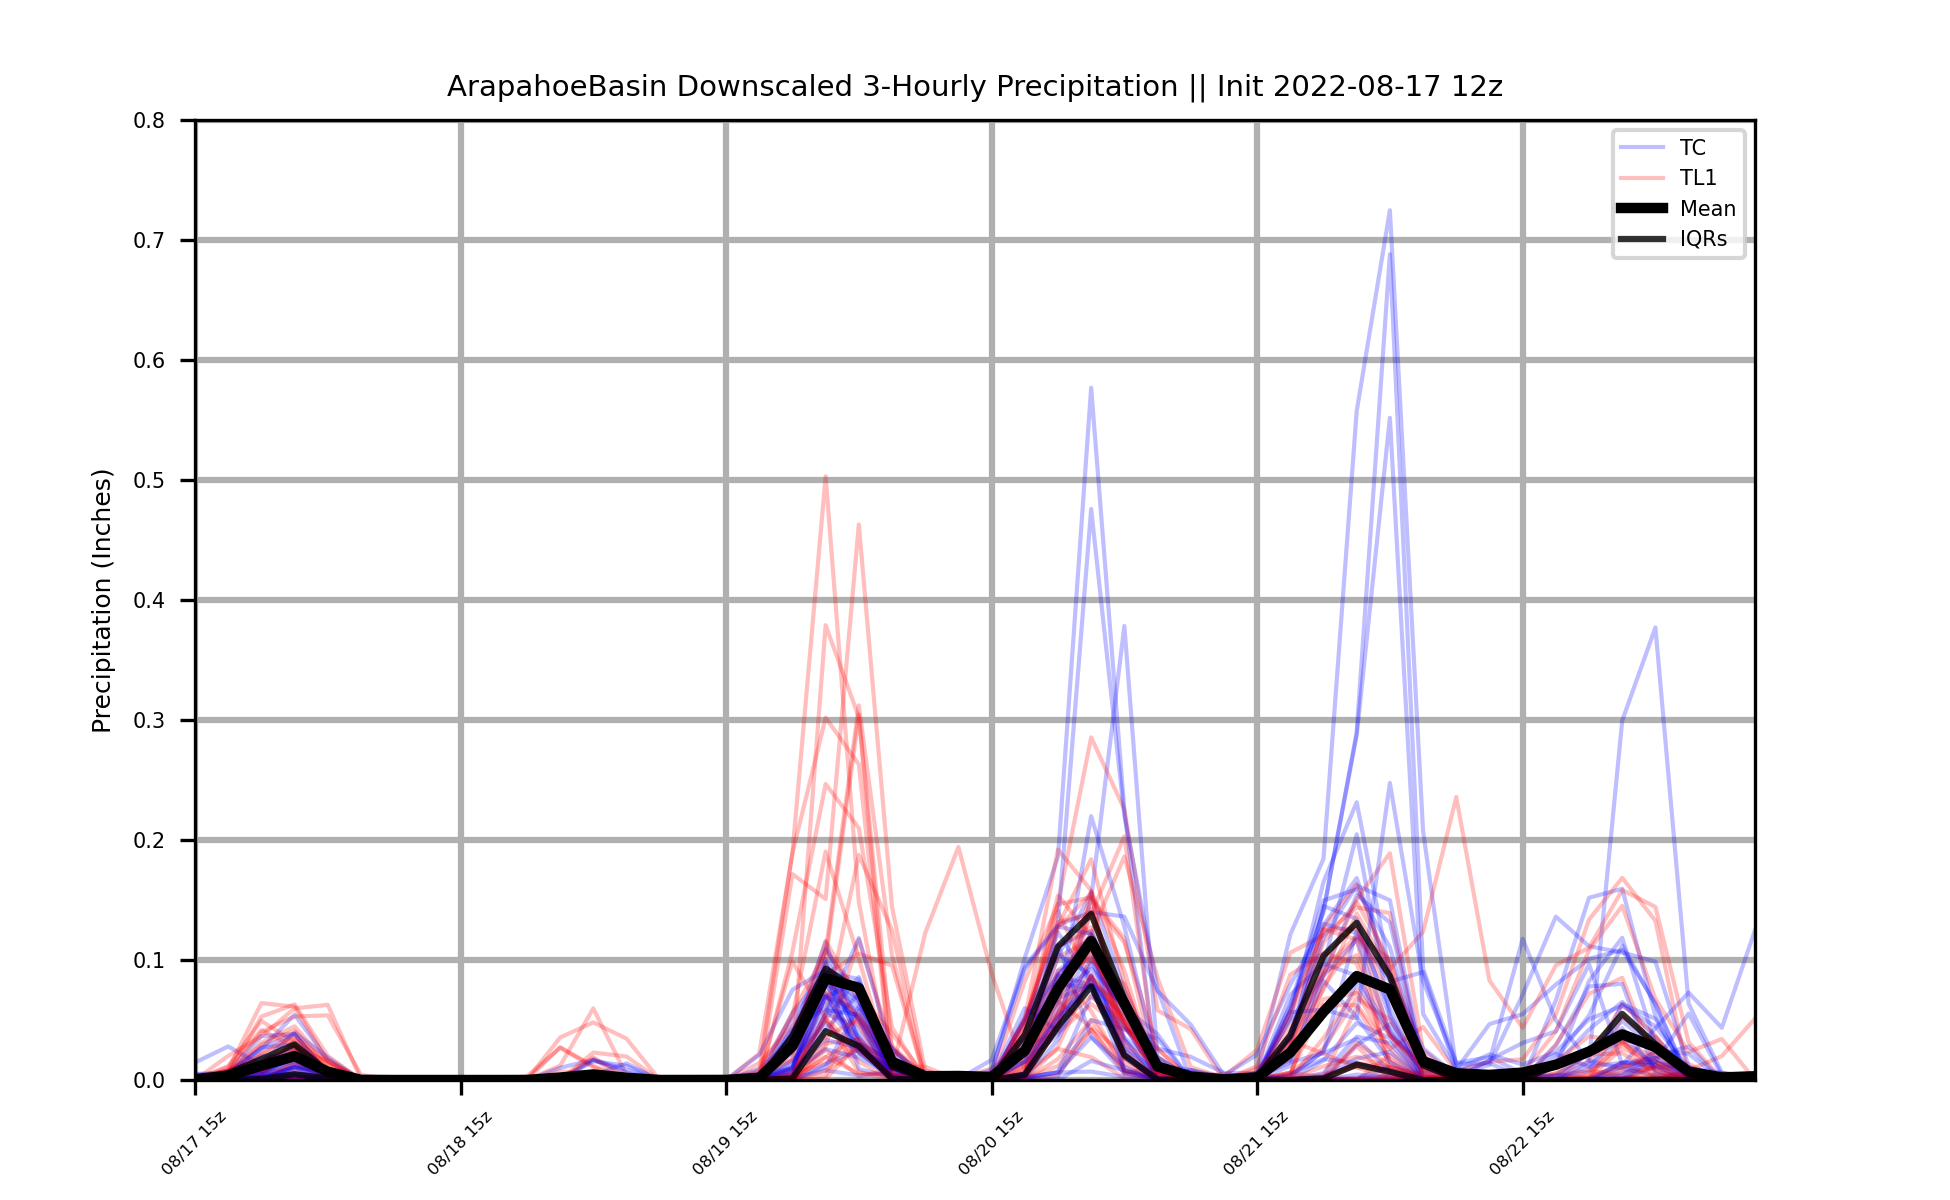 ArapahoeBasin Downscaled 3-Hourly Precipitation || Init 2022-08-17 12z
Precipitation (Inches)
0.8
0.7
0.6
0.5
0.4
0.3
0.2
0.1
0.0
TC
TL1
Mean
IQRs
08/17 15z
08/18 15z
08/19 15z
08/20 15z
08/21 15z
08/22 15z